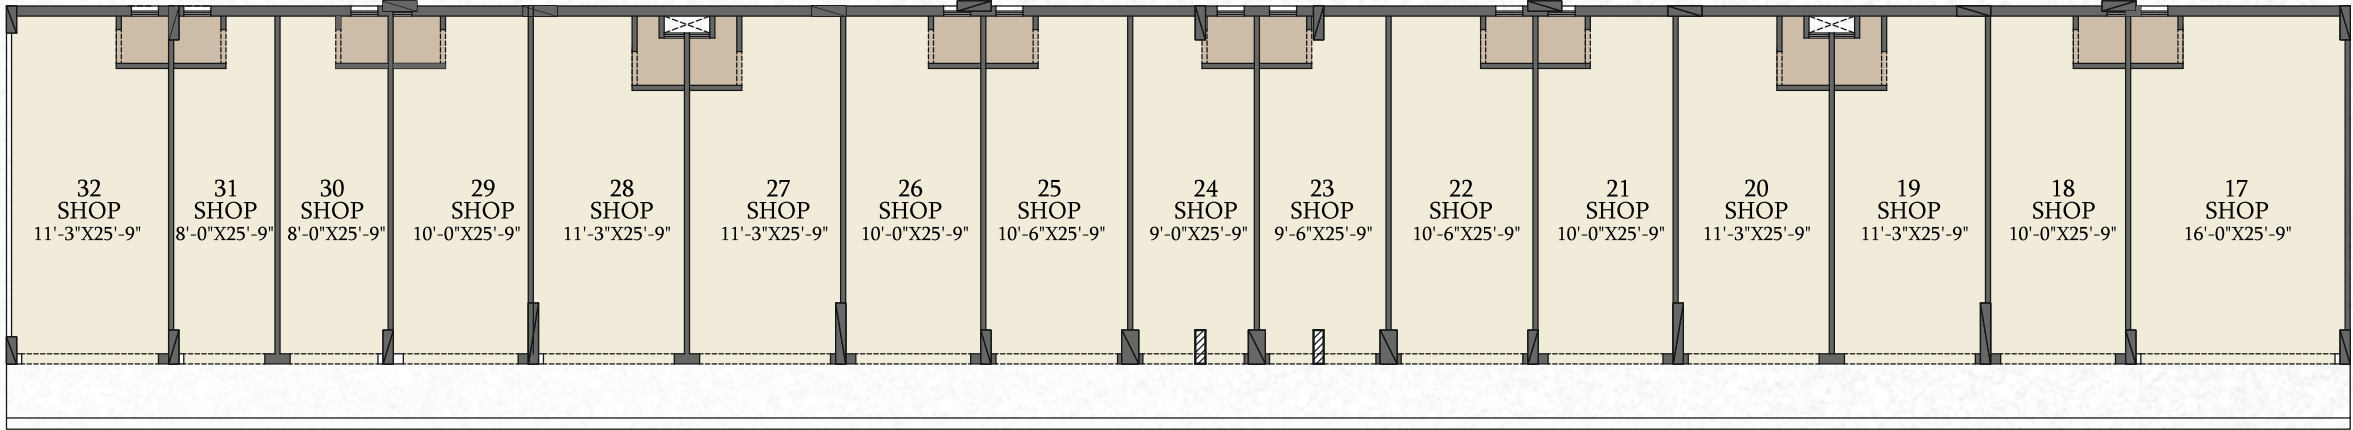 32
SHOP
11'-3"X25'-9"
31
SHOP
8'-0"X25'-9"
30
SHOP
8'-0"X25'-9"
29
SHOP
10'-0"X25'-9"
28
SHOP
11'-3"X25'-9"
27
SHOP
11'-3"X25'-9"
26
SHOP
10'-0"X25'-9"
25
SHOP
10'-6"X25'-9"
24
SHOP
9'-0"X25'-9"
23
SHOP
9'-6"X25'-9"
22
SHOP
10'-6"X25'-9"
21
SHOP
10'-0"X25'-9"
20
SHOP
11'-3"X25'-9"
19
SHOP
11'-3"X25'-9"
18
SHOP
10'-0"X25'-9"
17
SHOP
16'-0"X25'-9"